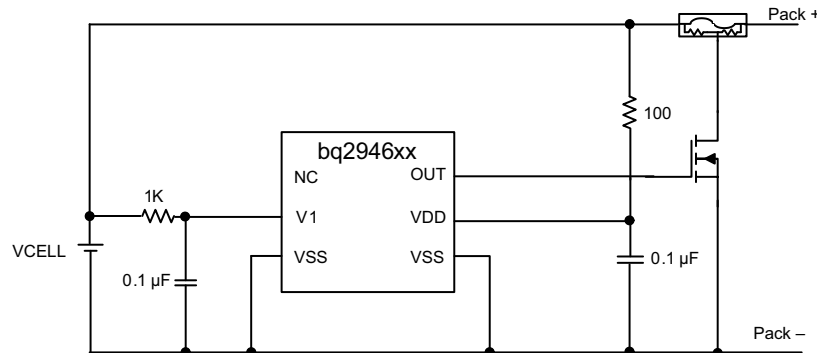 Pack +
100
bq2946xx
NC
OUT
1K
V1
VDD
VCELL
VSS
VSS
0.1 µF
0.1 µF
Pack –